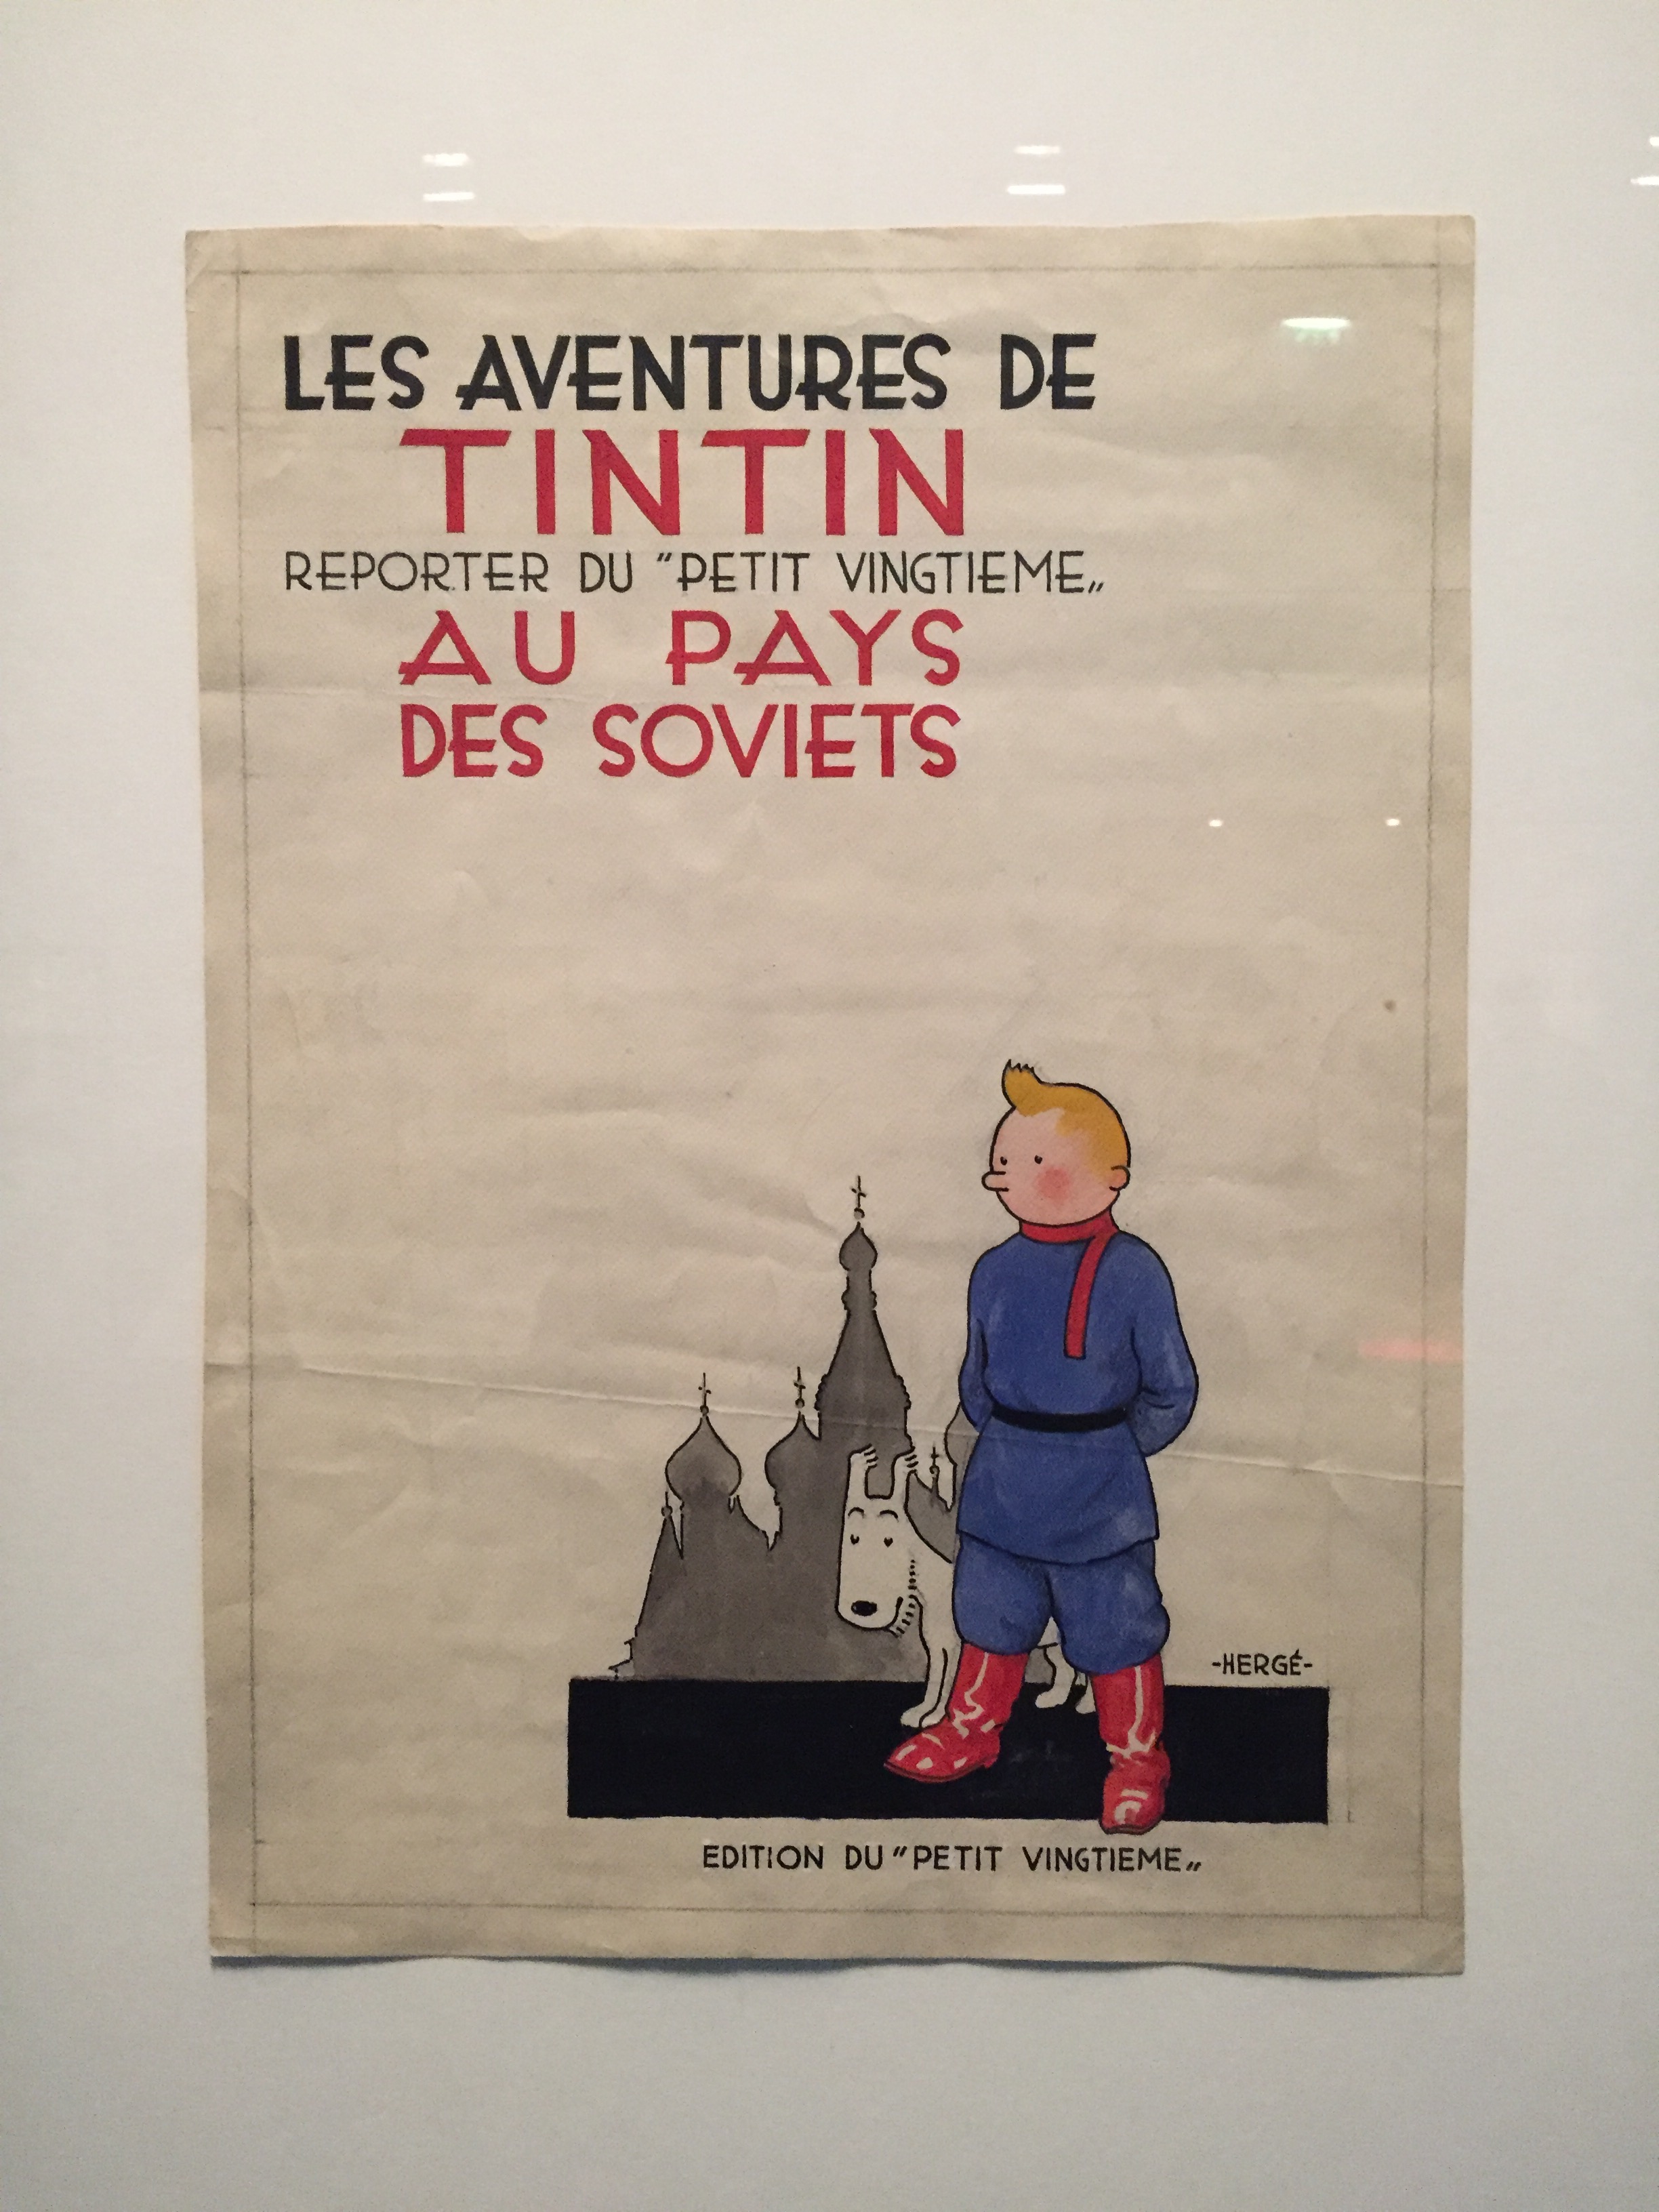 LES AVENTURES DE
TINTIN
REPORTER DU "PETIT VINGTIEME„
AU PAYS
DES SOVIETS
-HERGÉ-
EDITION DU "PETIT VINGTIEME„